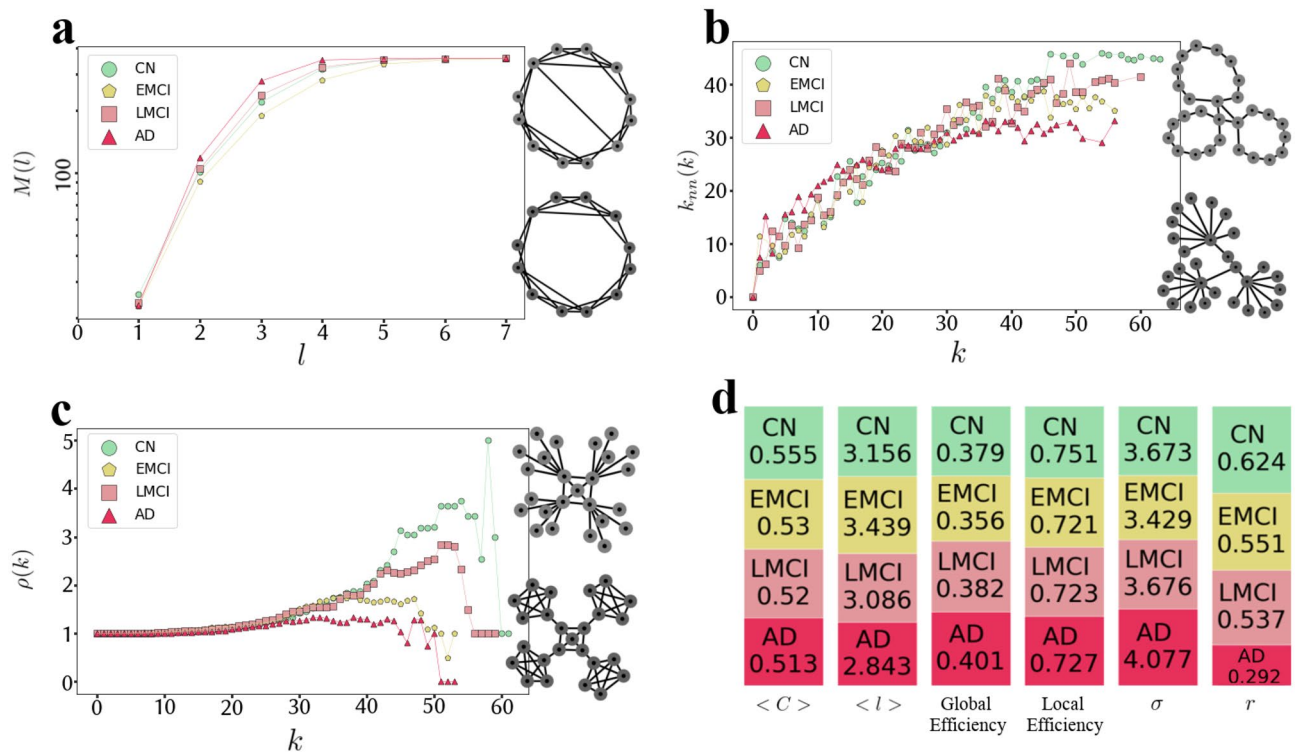 a
CN
EMCI
LMCI
AD
M(l)
100
0 1 2 3 4 5 6 7
l
b
CN
EMCI
LMCI
AD
k_{nn}(k)
40
30
20
10
0
0 10 20 30 40 50 60
k
c
CN
EMCI
LMCI
AD
ρ(k)
5
4
3
2
1
0
0 10 20 30 40 50 60
k
d
CN CN CN CN CN CN
0.555 3.156 0.379 0.751 3.673 0.624
EMCI EMCI EMCI EMCI EMCI EMCI
0.53 3.439 0.356 0.721 3.429 0.551
LMCI LMCI LMCI LMCI LMCI LMCI
0.52 3.086 0.382 0.723 3.676 0.537
AD AD AD AD AD AD
0.513 2.843 0.401 0.727 4.077 0.292
< C > < l > Global Local σ r
Efficiency Efficiency